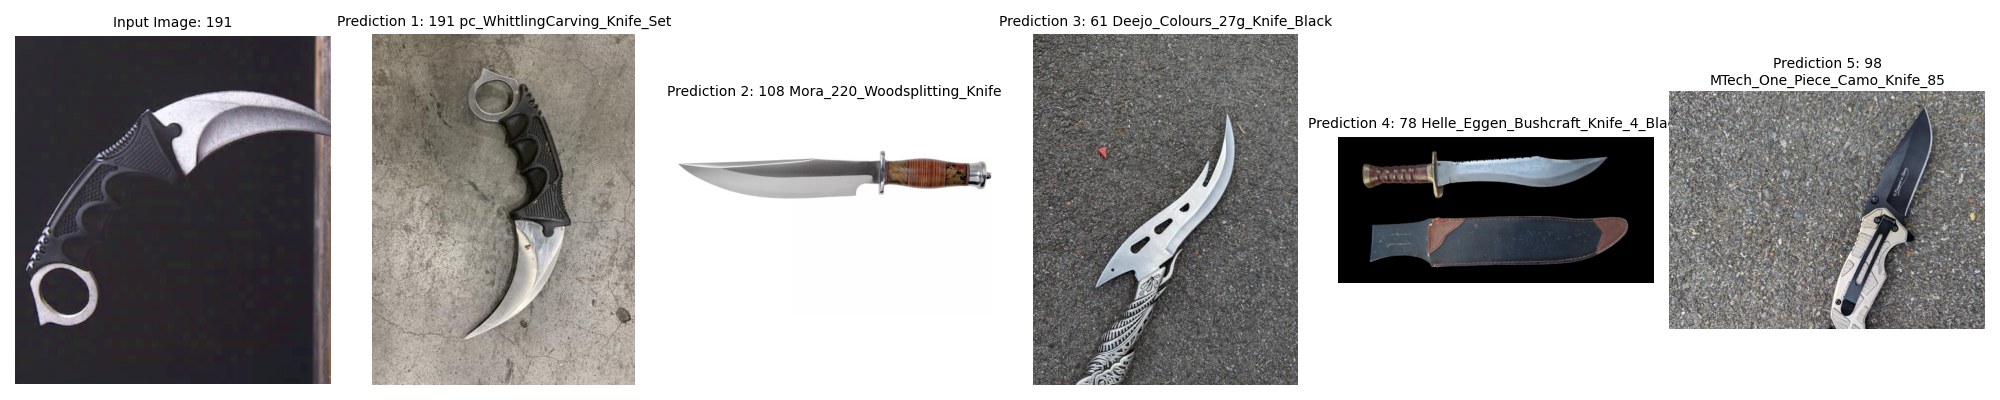 Input Image: 191
Prediction 1: 191 pc_WhittlingCarving_Knife_Set
Prediction 2: 108 Mora_220_Woodsplitting_Knife
Prediction 3: 61 Deejo_Colours_27g_Knife_Black
Prediction 4: 78 Helle_Eggen_Bushcraft_Knife_4_Blac
Prediction 5: 98
MTech_One_Piece_Camo_Knife_85